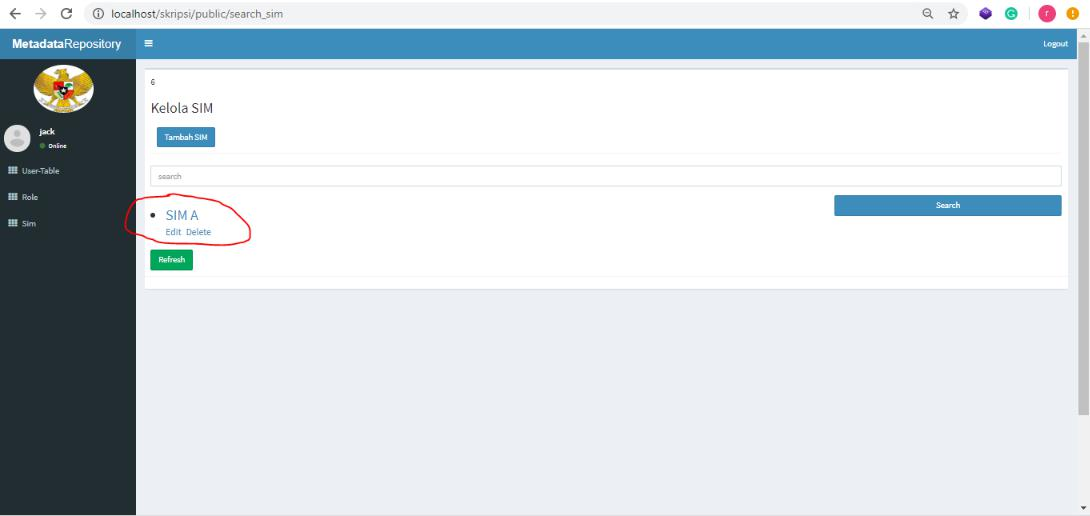 localhost/skripsi/public/search_sim
r
MetadataRepository
Logout
jack
Online
User-Table
Role
Sim
6
Kelola SIM
Tambah SIM
search
Search
SIM A
Edit Delete
Refresh